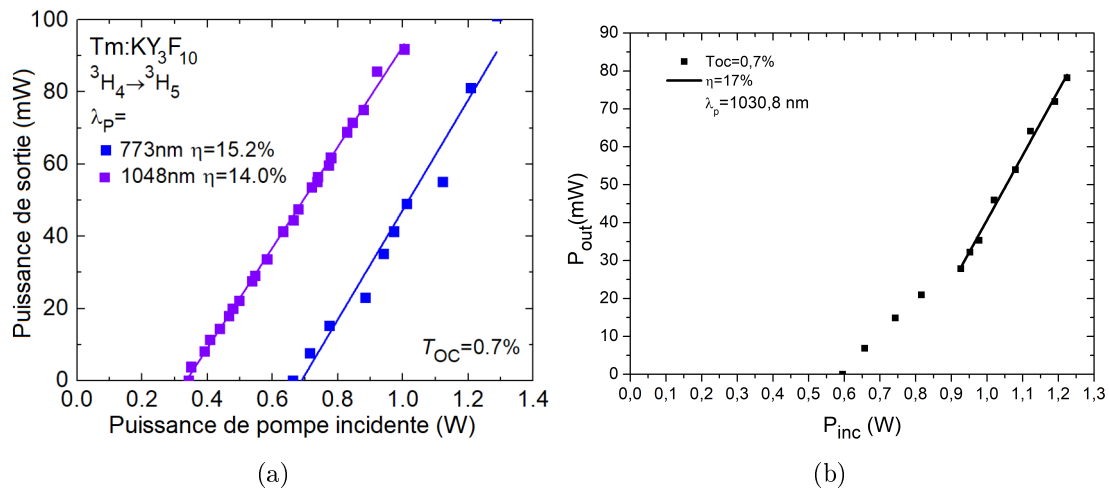 100
80
60
40
20
0
Puissance de sortie (mW)
Tm:KY3F10
3H4→3H5
λP=
773nm η=15.2%
1048nm η=14.0%
TOC=0.7%
0.0 0.2 0.4 0.6 0.8 1.0 1.2 1.4
Puissance de pompe incidente (W)
(a)
90
80
70
60
50
40
30
20
10
0
Pout(mW)
Toc=0,7%
η=17%
λp=1030,8 nm
0,0 0,1 0,2 0,3 0,4 0,5 0,6 0,7 0,8 0,9 1,0 1,1 1,2 1,3
Pinc (W)
(b)